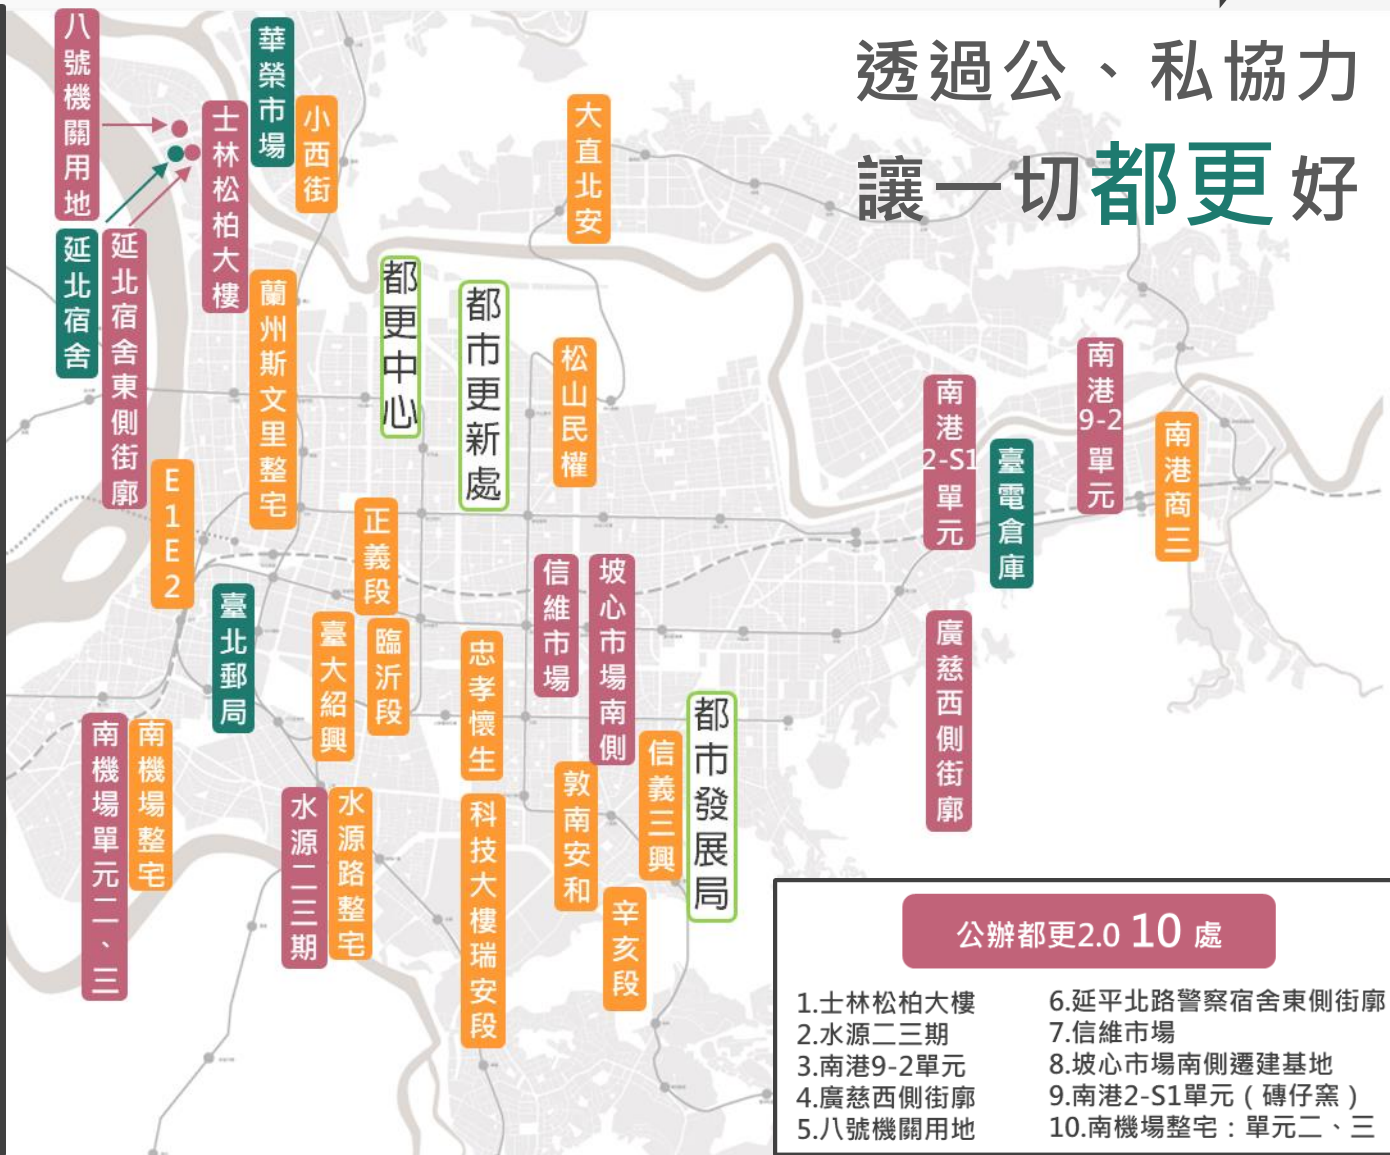 透過公、私協力
讓一切都更好
八號機關用地
華榮市場
士林松柏大樓
小西街
大直北安
延北宿舍
延北宿舍東側街廓
蘭州斯文里整宅
都更中心
都市更新處
松山民權
南港2-S1單元
臺電倉庫
南港9-2單元
南港商三
E1E2
正義段
臺北郵局
臺大紹興
臨沂段
忠孝懷生
信維市場
坡心市場南側
廣慈西側街廓
都市發展局
南機場單元二、三
南機場整宅
水源二三期
水源路整宅
科技大樓瑞安段
敦南安和
信義三興
辛亥段
公辦都更2.0 10 處
1.士林松柏大樓
2.水源二三期
3.南港9-2單元
4.廣慈西側街廓
5.八號機關用地
6.延平北路警察宿舍東側街廓
7.信維市場
8.坡心市場南側遷建基地
9.南港2-S1單元（磚仔窯）
10.南機場整宅：單元二、三